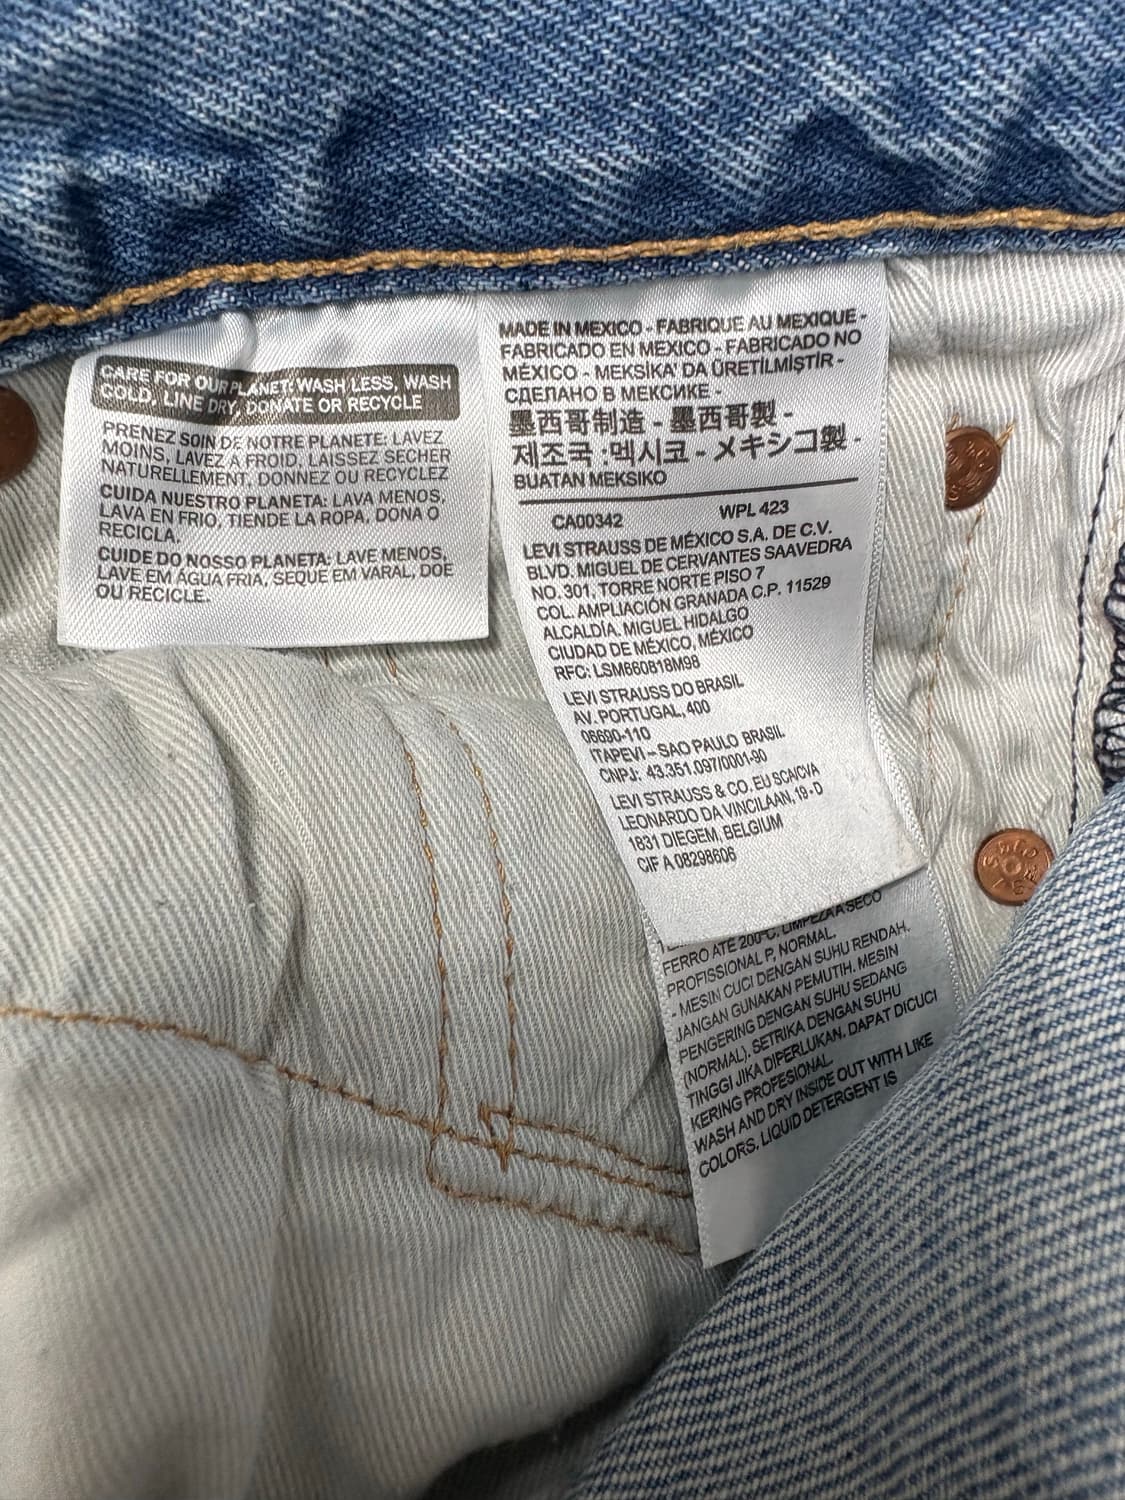 CARE FOR OUR PLANET: WASH LESS, WASH
COLD, LINE DRY, DONATE OR RECYCLE
PRENEZ SOIN DE NOTRE PLANETE: LAVEZ
MOINS, LAVEZ A FROID, LAISSEZ SECHER
NATURELLEMENT, DONNEZ OU RECYCLEZ
CUIDA NUESTRO PLANETA: LAVA MENOS,
LAVA EN FRIO, TIENDE LA ROPA, DONA O
RECICLA.
CUIDE DO NOSSO PLANETA: LAVE MENOS,
LAVE EM ÁGUA FRIA, SEQUE EM VARAL, DOE
OU RECICLE.
MADE IN MEXICO - FABRIQUE AU MEXIQUE -
FABRICADO EN MEXICO - FABRICADO NO
MÉXICO - MEKSİKA' DA ÜRETİLMİŞTİR -
СДЕЛАНО В МЕКСИКЕ -
墨西哥制造 - 墨西哥製 -
제조국 :멕시코 - メキシコ製 -
BUATAN MEKSIKO
CA00342 WPL 423
LEVI STRAUSS DE MÉXICO S.A. DE C.V.
BLVD. MIGUEL DE CERVANTES SAAVEDRA
NO. 301, TORRE NORTE PISO 7
COL. AMPLIACIÓN GRANADA C.P. 11529
ALCALDÍA. MIGUEL HIDALGO
CIUDAD DE MÉXICO, MÉXICO
RFC: LSM660818M98
LEVI STRAUSS DO BRASIL
AV. PORTUGAL, 400
06690-110
ITAPEVI – SAO PAULO BRASIL
CNPJ: 43.351.097/0001-90
LEVI STRAUSS & CO. EU SCA/CVA
LEONARDO DA VINCILAAN, 19-D
1831 DIEGEM, BELGIUM
CIF A 08298606
FERRO ATÉ 200°C. LIMPEZA A SECO
PROFISSIONAL P, NORMAL.
- MESIN CUCI DENGAN SUHU RENDAH.
JANGAN GUNAKAN PEMUTIH. MESIN
PENGERING DENGAN SUHU SEDANG
(NORMAL). SETRIKA DENGAN SUHU
TINGGI JIKA DIPERLUKAN. DAPAT DICUCI
KERING PROFESIONAL.
WASH AND DRY INSIDE OUT WITH LIKE
COLORS. LIQUID DETERGENT IS